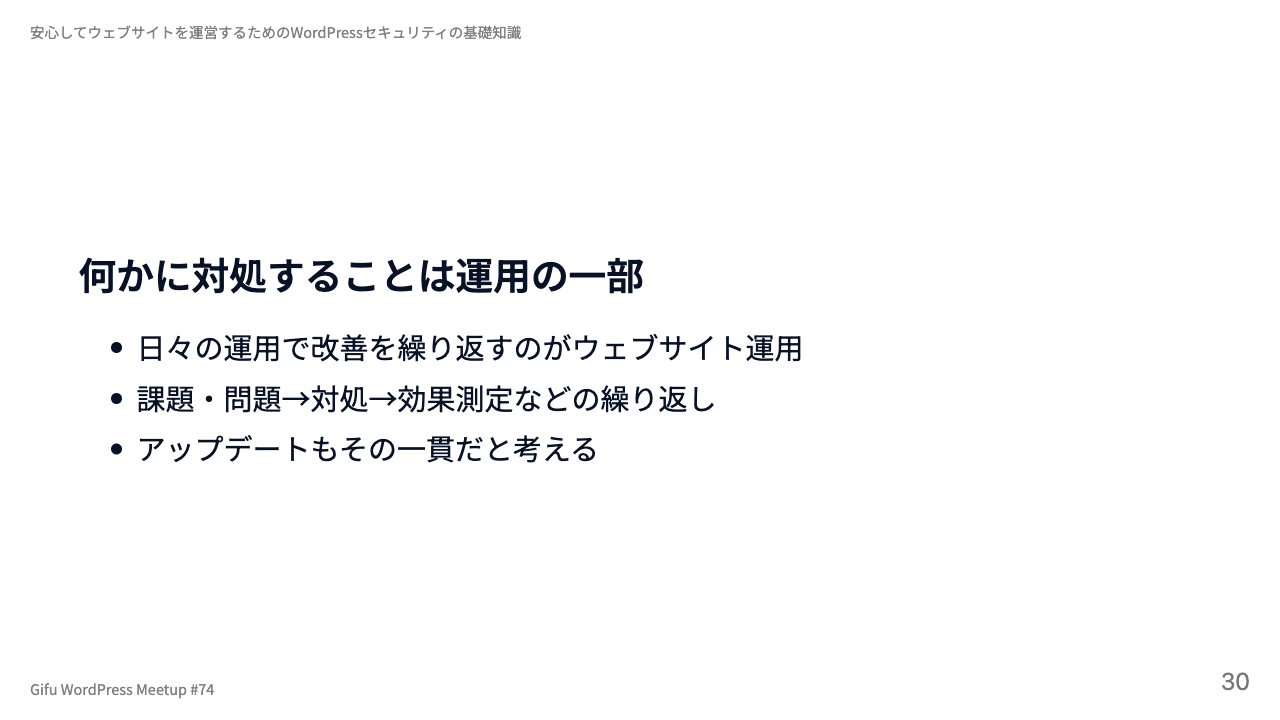 安心してウェブサイトを運営するためのWordPressセキュリティの基礎知識
何かに対処することは運用の一部
• 日々の運用で改善を繰り返すのがウェブサイト運用
• 課題・問題→対処→効果測定などの繰り返し
• アップデートもその一貫だと考える
Gifu WordPress Meetup #74
30